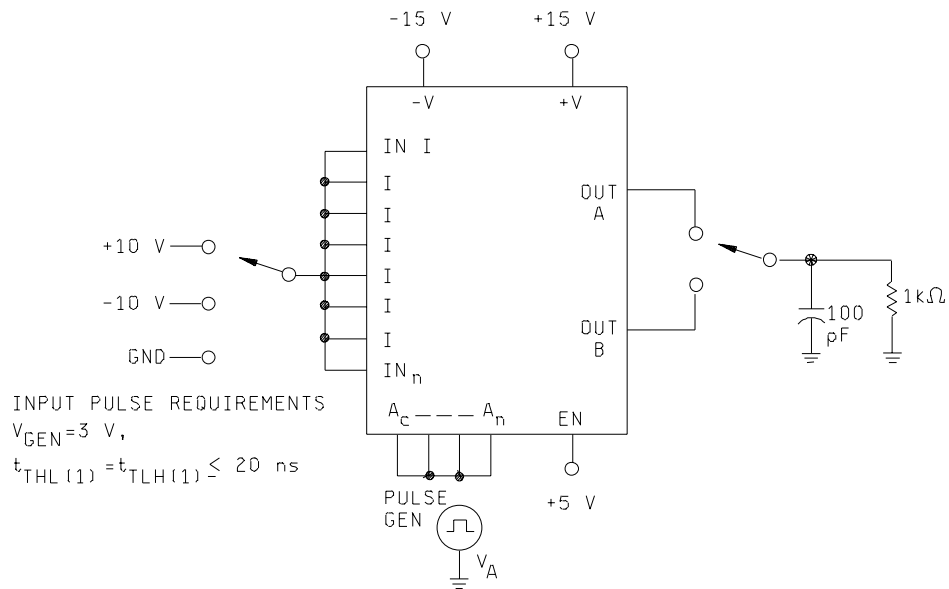 -15 V
+15 V
-V
+V
IN I
I
I
I
I
I
I
INn
OUT
A
OUT
B
+10 V
-10 V
GND
1kΩ
100
pF
INPUT PULSE REQUIREMENTS
VGEN=3 V,
tTHL(1)=tTLH(1)≤ 20 ns
Ac _ _ _ An
EN
PULSE
GEN
+5 V
VA